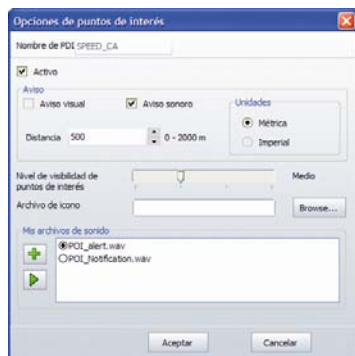 Opciones de puntos de interés
Nombre de PDI SPEED_CA
Activo
Aviso
Aviso visual
Aviso sonoro
Distancia 500 0 - 2000 m
Unidades
Métrica
Imperial
Nivel de visibilidad de
puntos de interés
Medio
Archivo de icono
Browse...
Mis archivos de sonido
POI_alert.wav
POI_Notification.wav
Aceptar
Cancelar